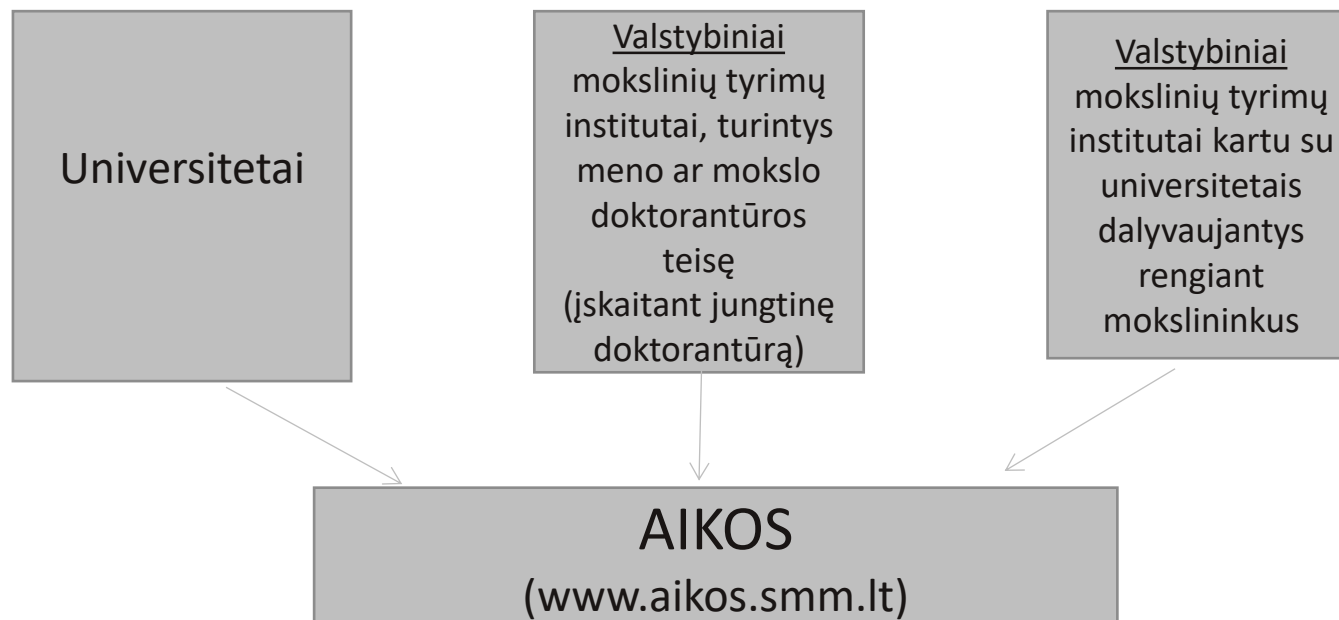 Universitetai
Valstybiniai
mokslinių tyrimų
institutai, turintys
meno ar mokslo
doktorantūros
teisę
(įskaitant jungtinę
doktorantūrą)
Valstybiniai
mokslinių tyrimų
institutai kartu su
universitetais
dalyvaujantys
rengiant
mokslininkus
AIKOS
(www.aikos.smm.lt)